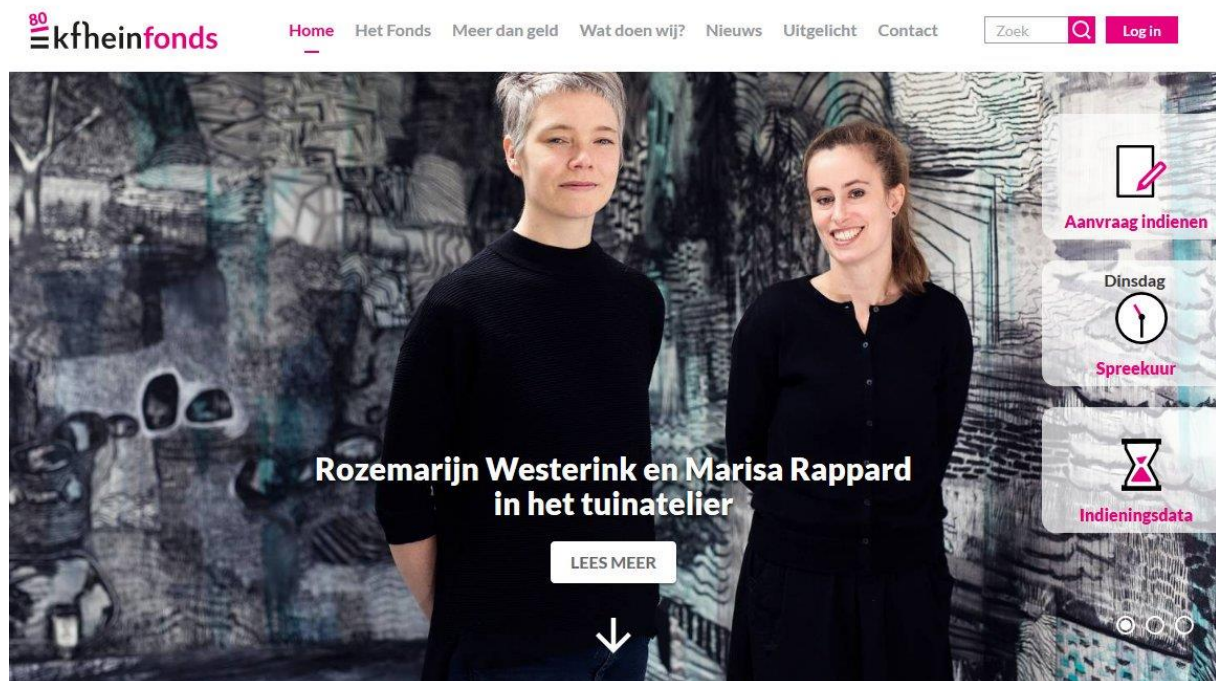 80
kfheinfonds
Home Het Fonds Meer dan geld Wat doen wij? Nieuws Uitgelicht Contact Zoek Log in
Aanvraag indienen
Dinsdag
Spreekuur
Rozemarijn Westerink en Marisa Rappard
in het tuinatelier
LEES MEER
Indieningsdata